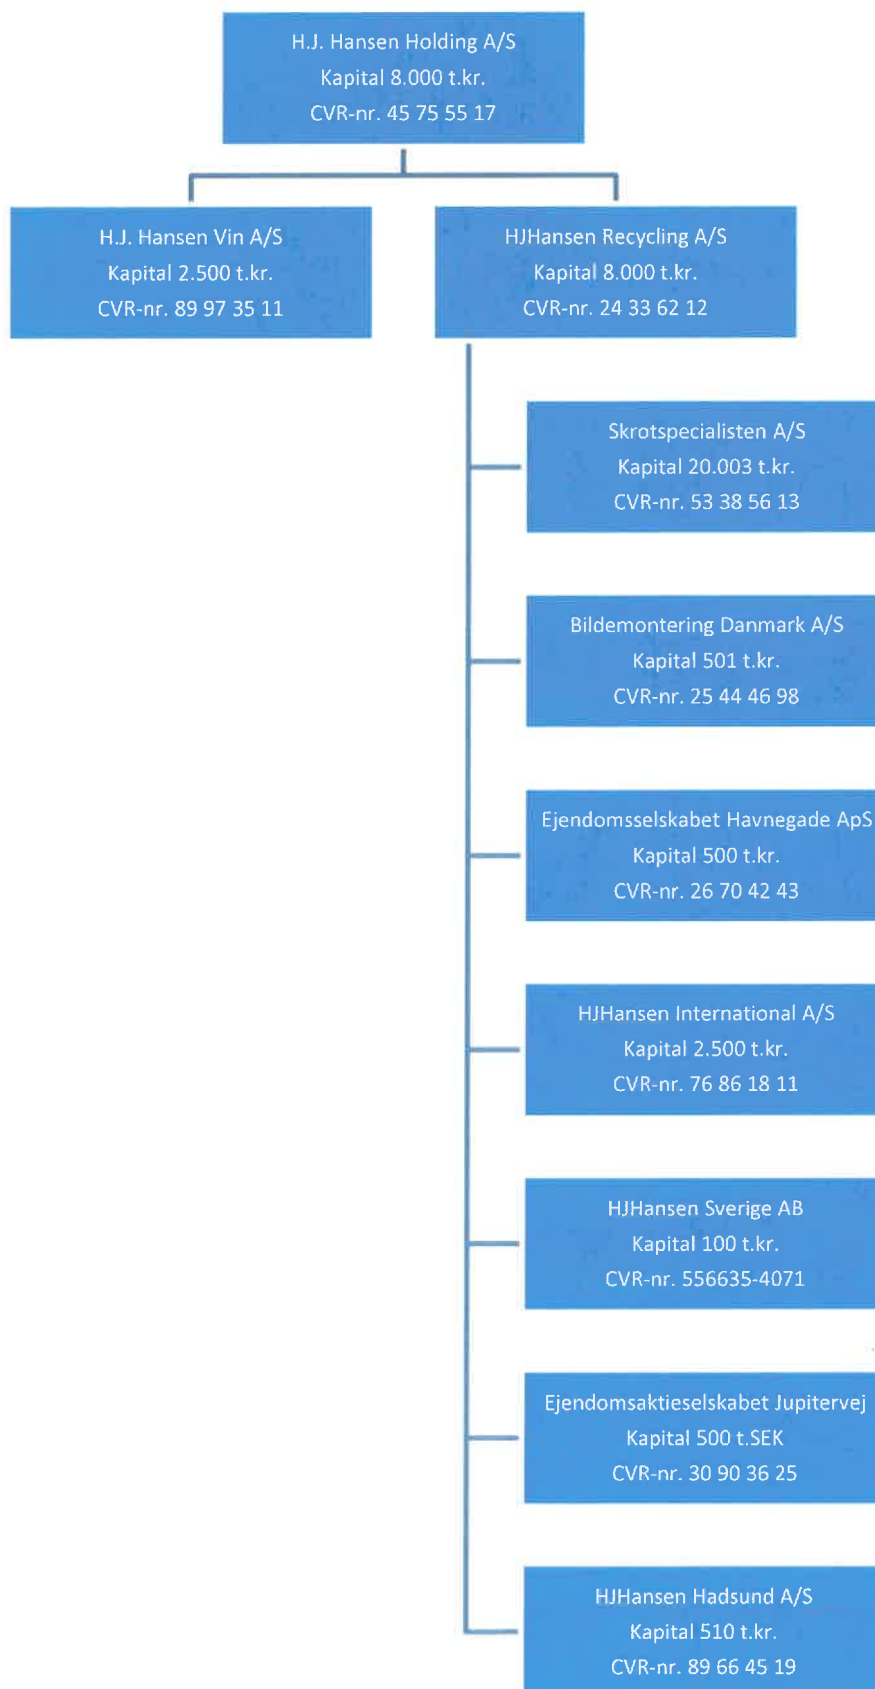 H.J. Hansen Holding A/S
Kapital 8.000 t.kr.
CVR-nr. 45 75 55 17
H.J. Hansen Vin A/S
Kapital 2.500 t.kr.
CVR-nr. 89 97 35 11
HJHansen Recycling A/S
Kapital 8.000 t.kr.
CVR-nr. 24 33 62 12
Skrotspecialisten A/S
Kapital 20.003 t.kr.
CVR-nr. 53 38 56 13
Bildemontering Danmark A/S
Kapital 501 t.kr.
CVR-nr. 25 44 46 98
Ejendomsselskabet Havnegade ApS
Kapital 500 t.kr.
CVR-nr. 26 70 42 43
HJHansen International A/S
Kapital 2.500 t.kr.
CVR-nr. 76 86 18 11
HJHansen Sverige AB
Kapital 100 t.kr.
CVR-nr. 556635-4071
Ejendomsaktieselskabet Jupitervej
Kapital 500 t.SEK
CVR-nr. 30 90 36 25
HJHansen Hadsund A/S
Kapital 510 t.kr.
CVR-nr. 89 66 45 19